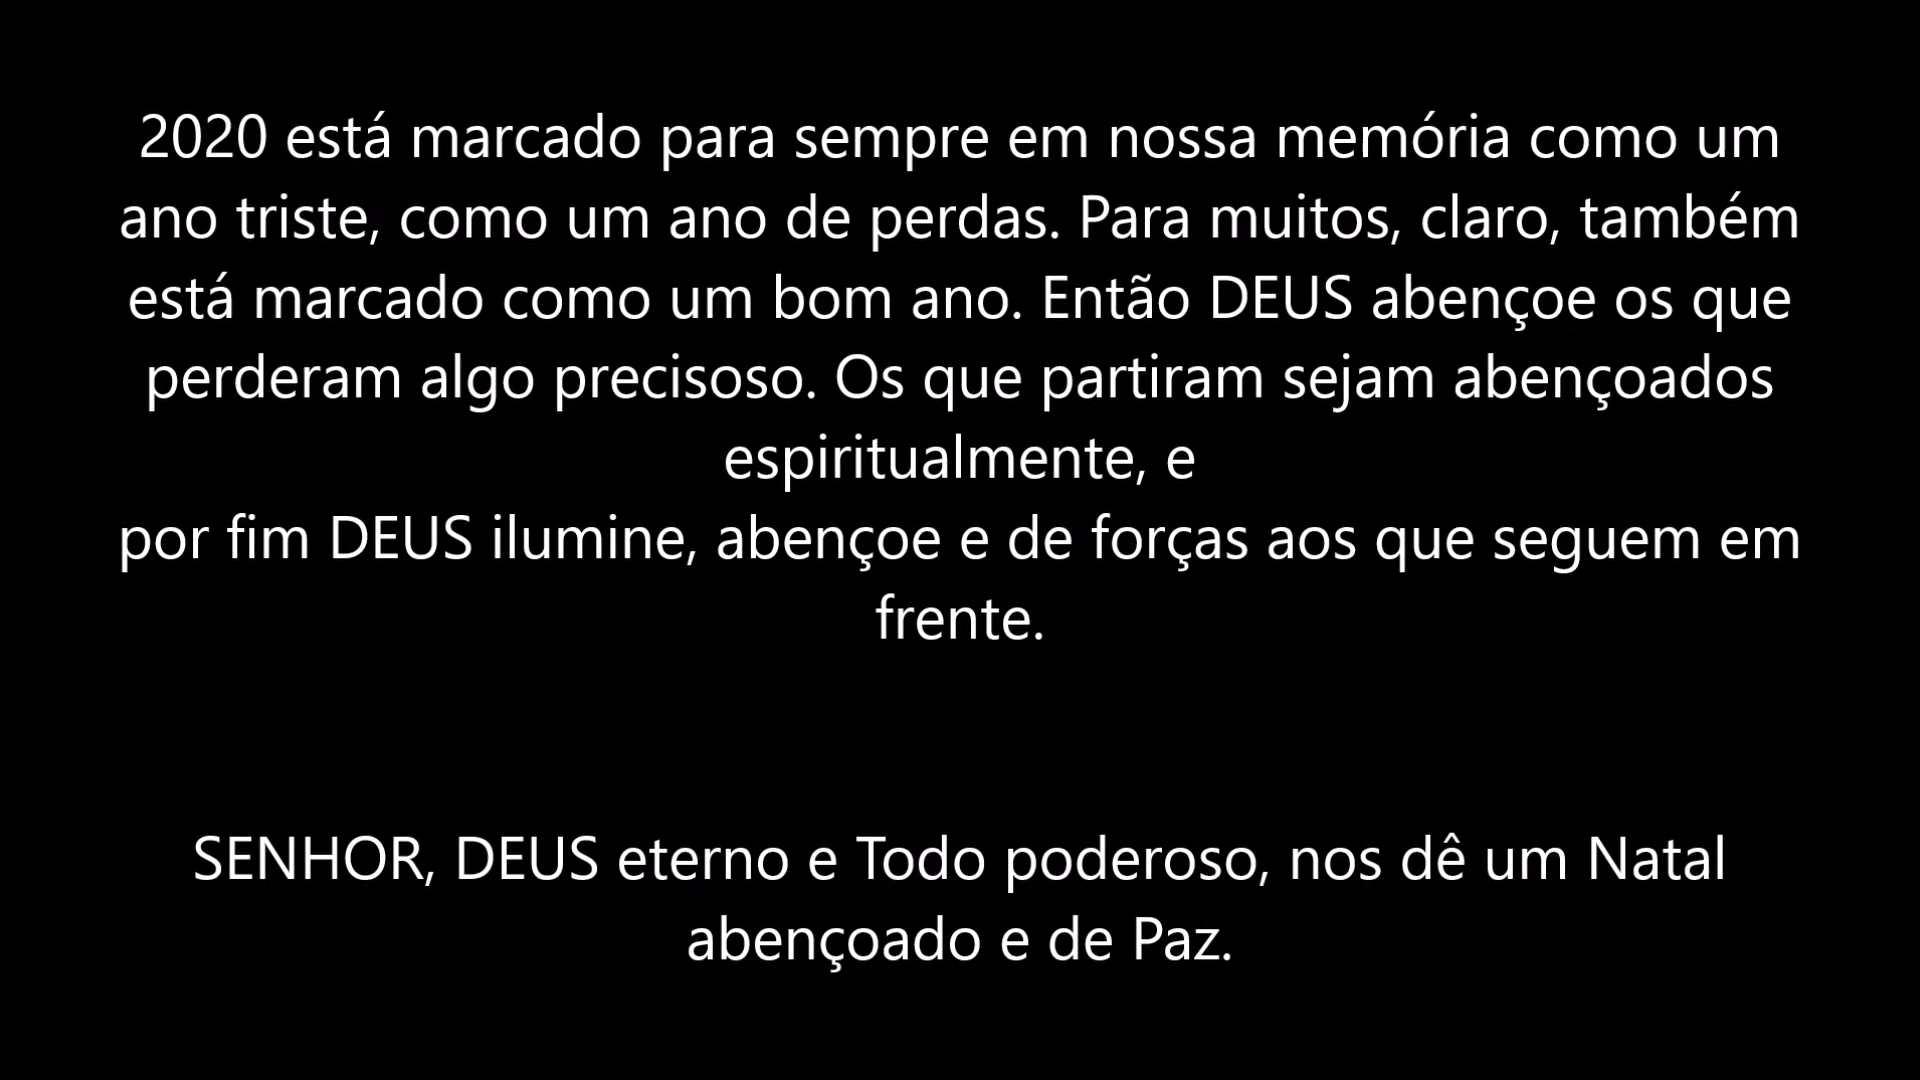 2020 está marcado para sempre em nossa memória como um
ano triste, como um ano de perdas. Para muitos, claro, também
está marcado como um bom ano. Então DEUS abençoe os que
perderam algo precisoso. Os que partiram sejam abençoados
espiritualmente, e
por fim DEUS ilumine, abençoe e de forças aos que seguem em
frente.
SENHOR, DEUS eterno e Todo poderoso, nos dê um Natal
abençoado e de Paz.